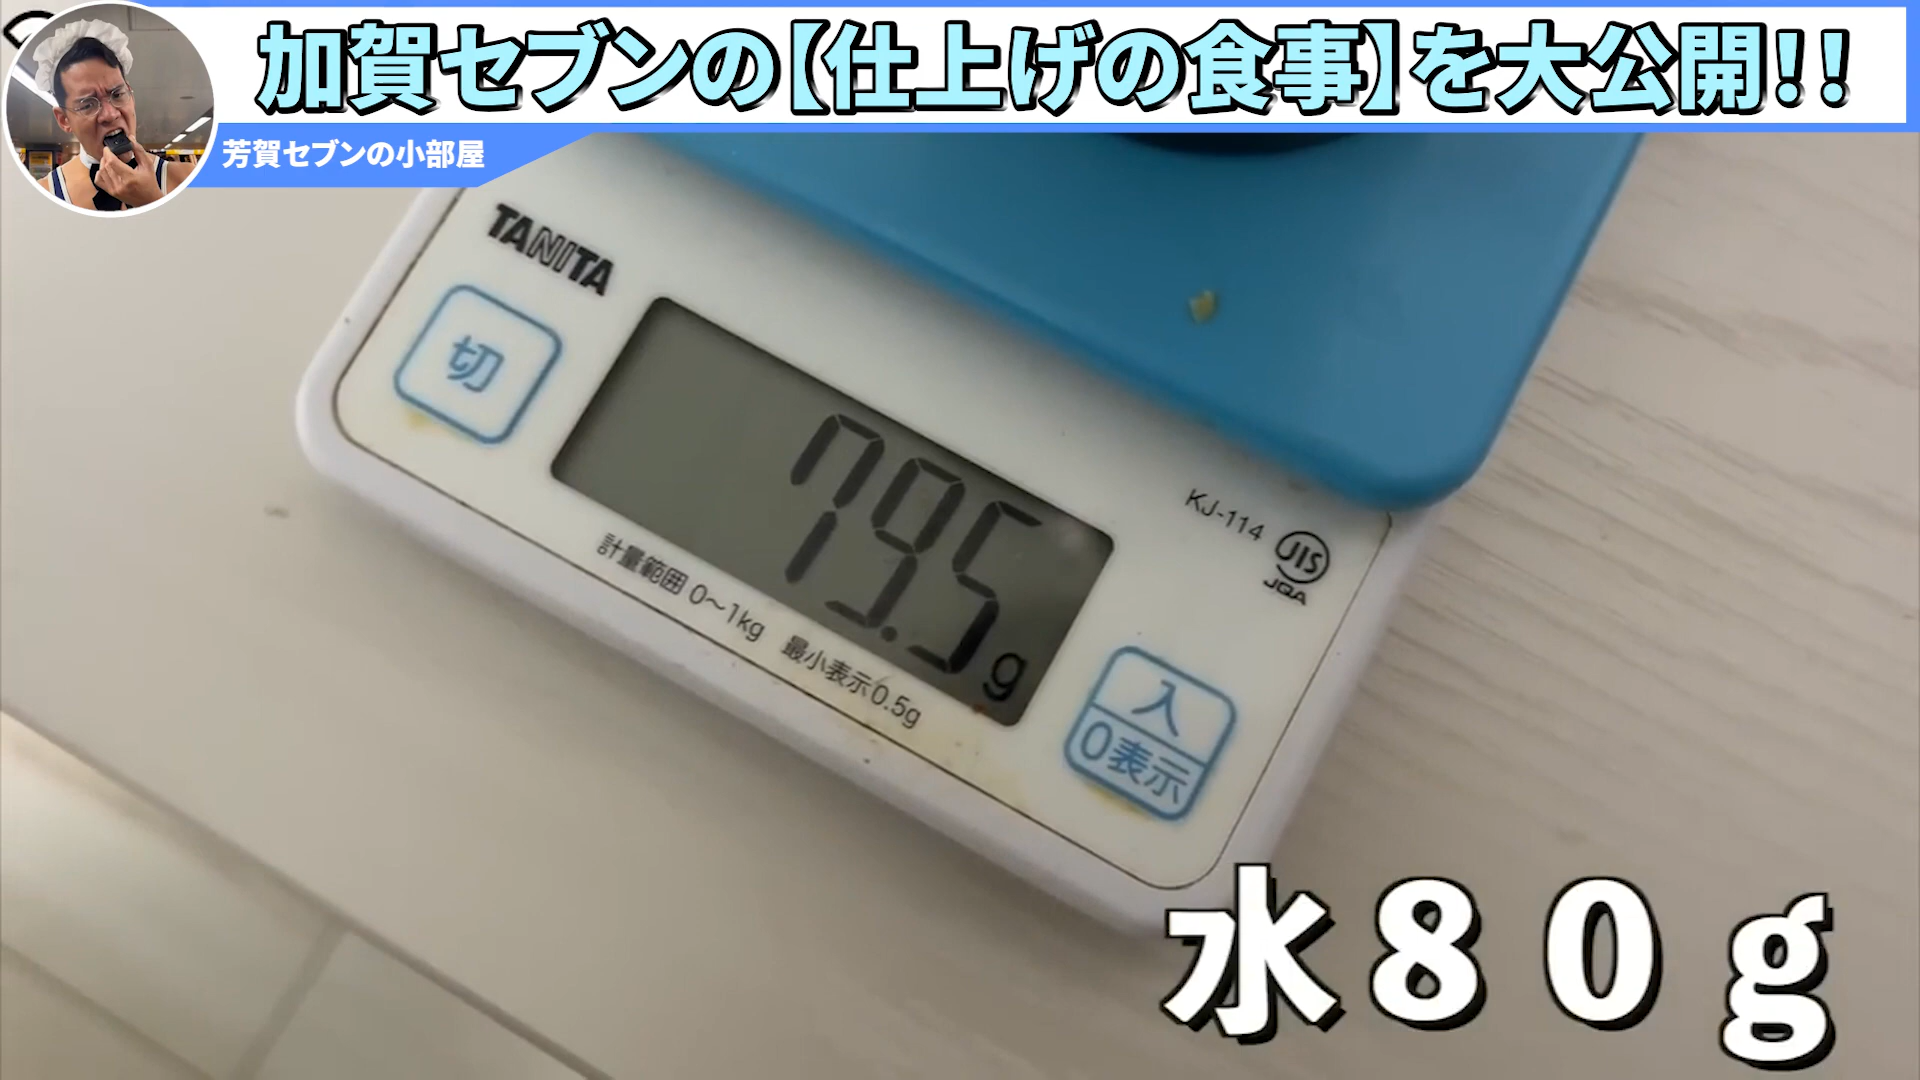 加賀セブンの【仕上げの食事】を大公開!!
芳賀セブンの小部屋
TANITA
切
79.5g
KJ-114
JIS
JQA
計量範囲 0～1kg 最小表示0.5g
入
0表示
水80g